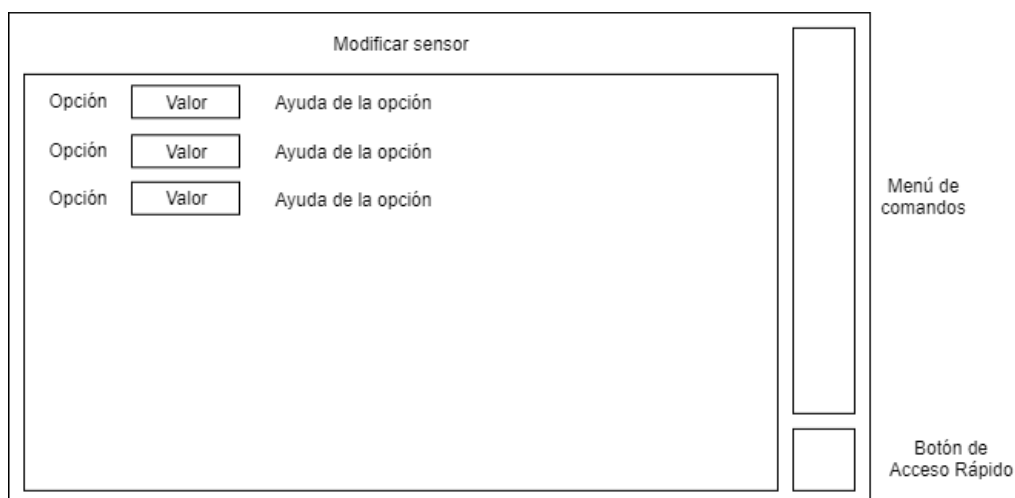 Modificar sensor
Opción Valor Ayuda de la opción
Opción Valor Ayuda de la opción
Opción Valor Ayuda de la opción
Menú de
comandos
Botón de
Acceso Rápido